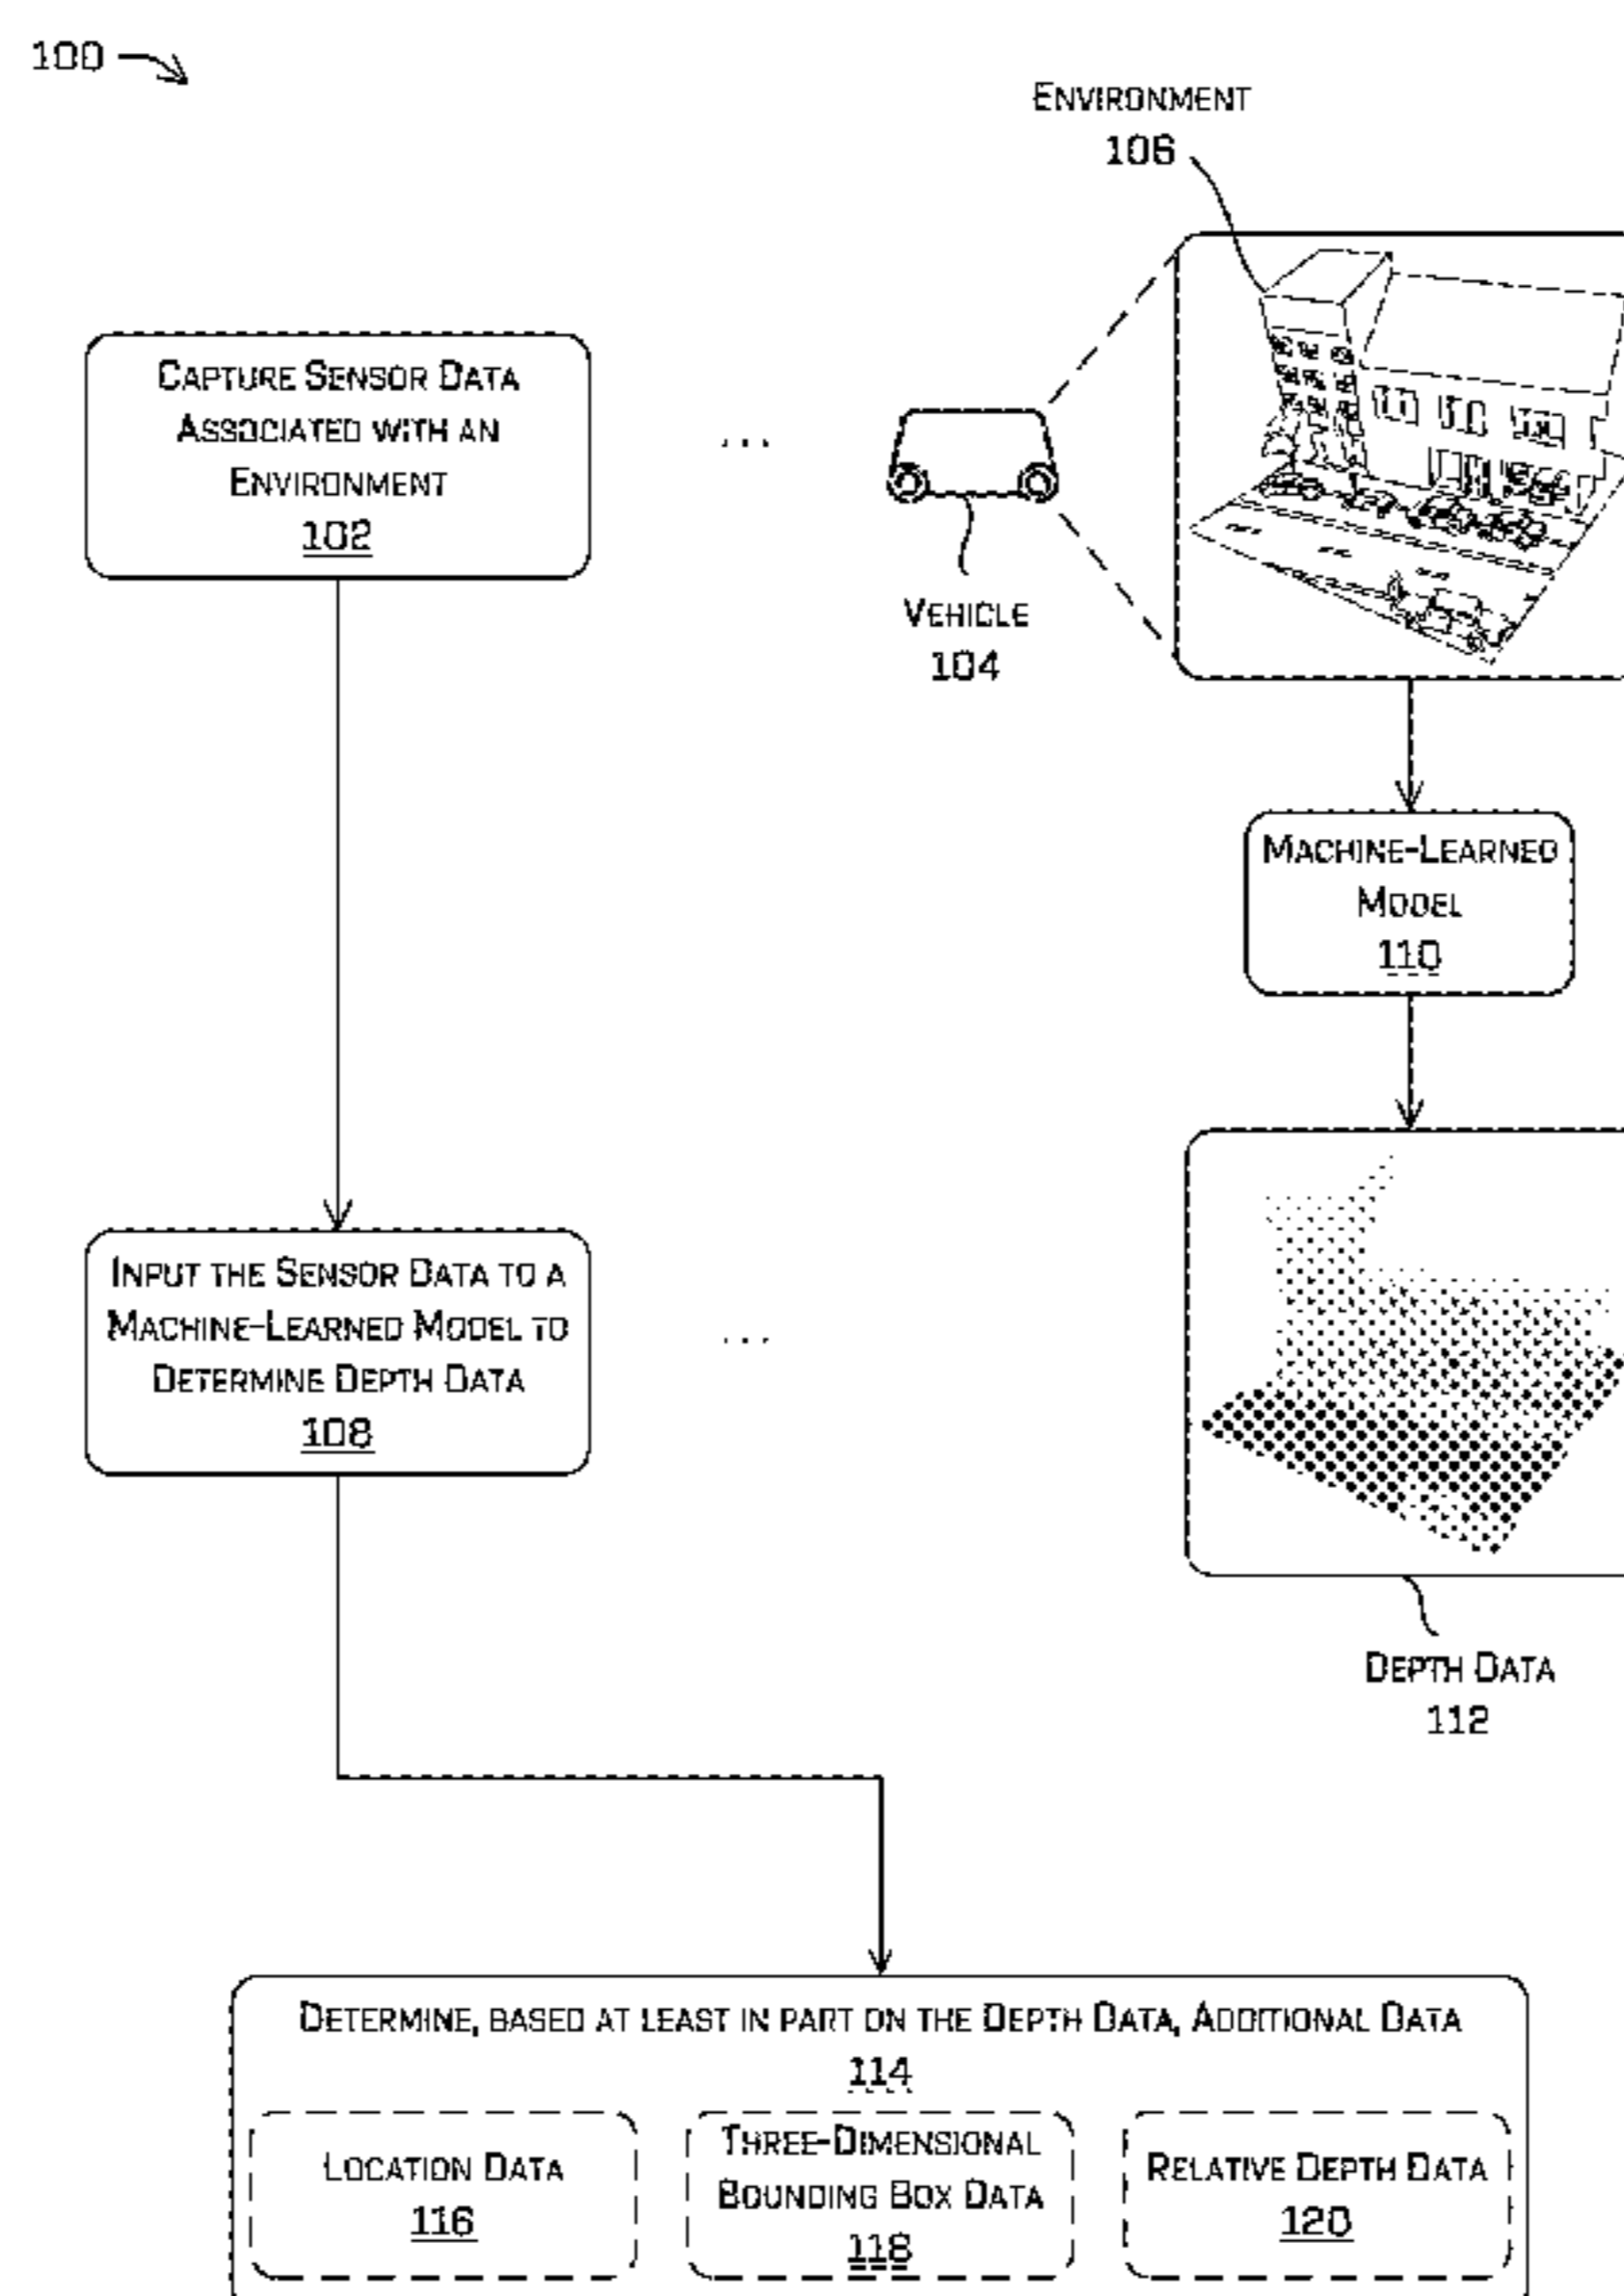 100
ENVIRONMENT
106
CAPTURE SENSOR DATA
ASSOCIATED WITH AN
ENVIRONMENT
102
...
VEHICLE
104
MACHINE-LEARNED
MODEL
110
INPUT THE SENSOR DATA TO A
MACHINE-LEARNED MODEL TO
DETERMINE DEPTH DATA
108
...
DEPTH DATA
112
DETERMINE, BASED AT LEAST IN PART ON THE DEPTH DATA, ADDITIONAL DATA
114
LOCATION DATA
116
THREE-DIMENSIONAL
BOUNDING BOX DATA
118
RELATIVE DEPTH DATA
120